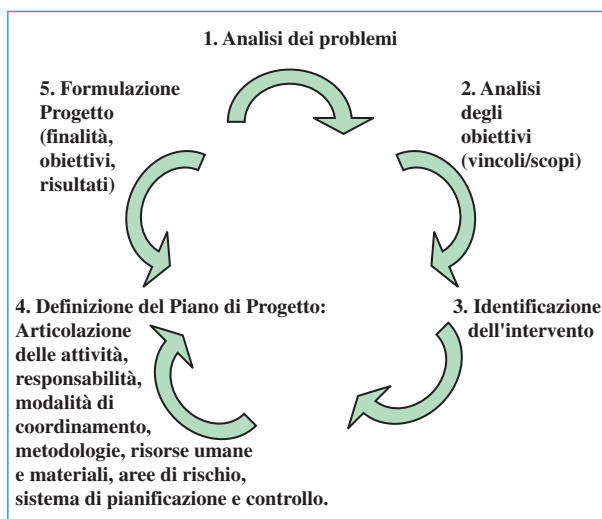 1. Analisi dei problemi
2. Analisi
degli
obiettivi
(vincoli/scopi)
3. Identificazione
dell'intervento
4. Definizione del Piano di Progetto:
Articolazione
delle attività,
responsabilità,
modalità di
coordinamento,
metodologie, risorse umane
e materiali, aree di rischio,
sistema di pianificazione e controllo.
5. Formulazione
Progetto
(finalità,
obiettivi,
risultati)